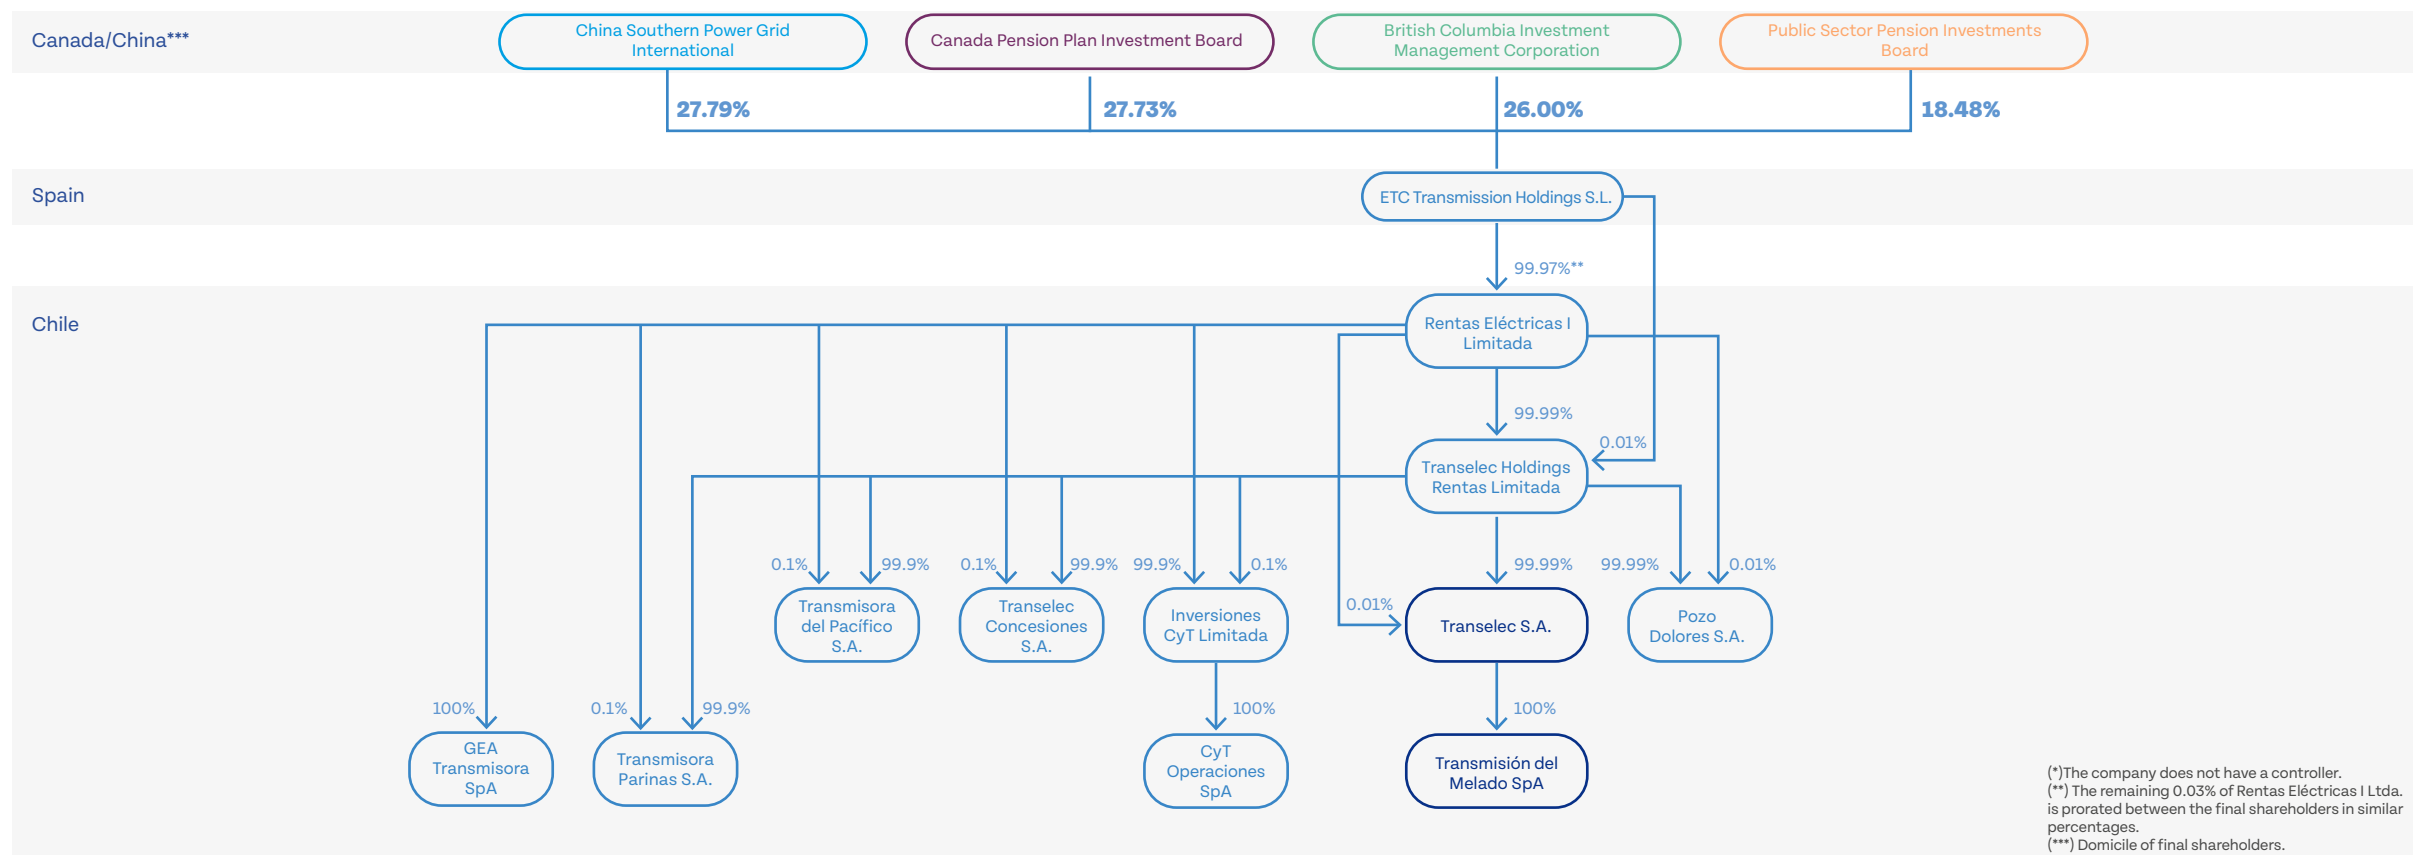 Canada/China***
China Southern Power Grid
International
Canada Pension Plan Investment Board
British Columbia Investment
Management Corporation
Public Sector Pension Investments
Board
27.79%
27.73%
26.00%
18.48%
Spain
ETC Transmission Holdings S.L.
99.97%**
Chile
Rentas Eléctricas I
Limitada
99.99%
0.01%
Transelec Holdings
Rentas Limitada
0.1%
99.9%
0.1%
99.9%
99.9%
0.1%
99.99%
99.99%
0.01%
0.01%
Transmisora
del Pacífico
S.A.
Transelec
Concesiones
S.A.
Inversiones
CyT Limitada
Transelec S.A.
Pozo
Dolores S.A.
100%
0.1%
99.9%
100%
100%
GEA
Transmisora
SpA
Transmisora
Parinas S.A.
CyT
Operaciones
SpA
Transmisión del
Melado SpA
(*)The company does not have a controller.
(**) The remaining 0.03% of Rentas Eléctricas I Ltda.
is prorated between the final shareholders in similar
percentages.
(***) Domicile of final shareholders.